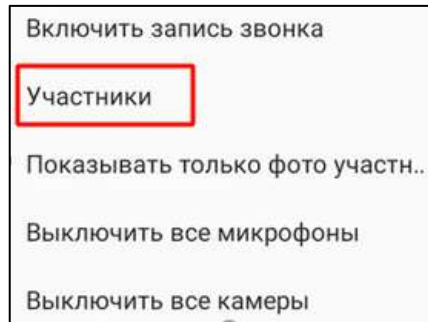 Включить запись звонка
Участники
Показывать только фото участн..
Выключить все микрофоны
Выключить все камеры